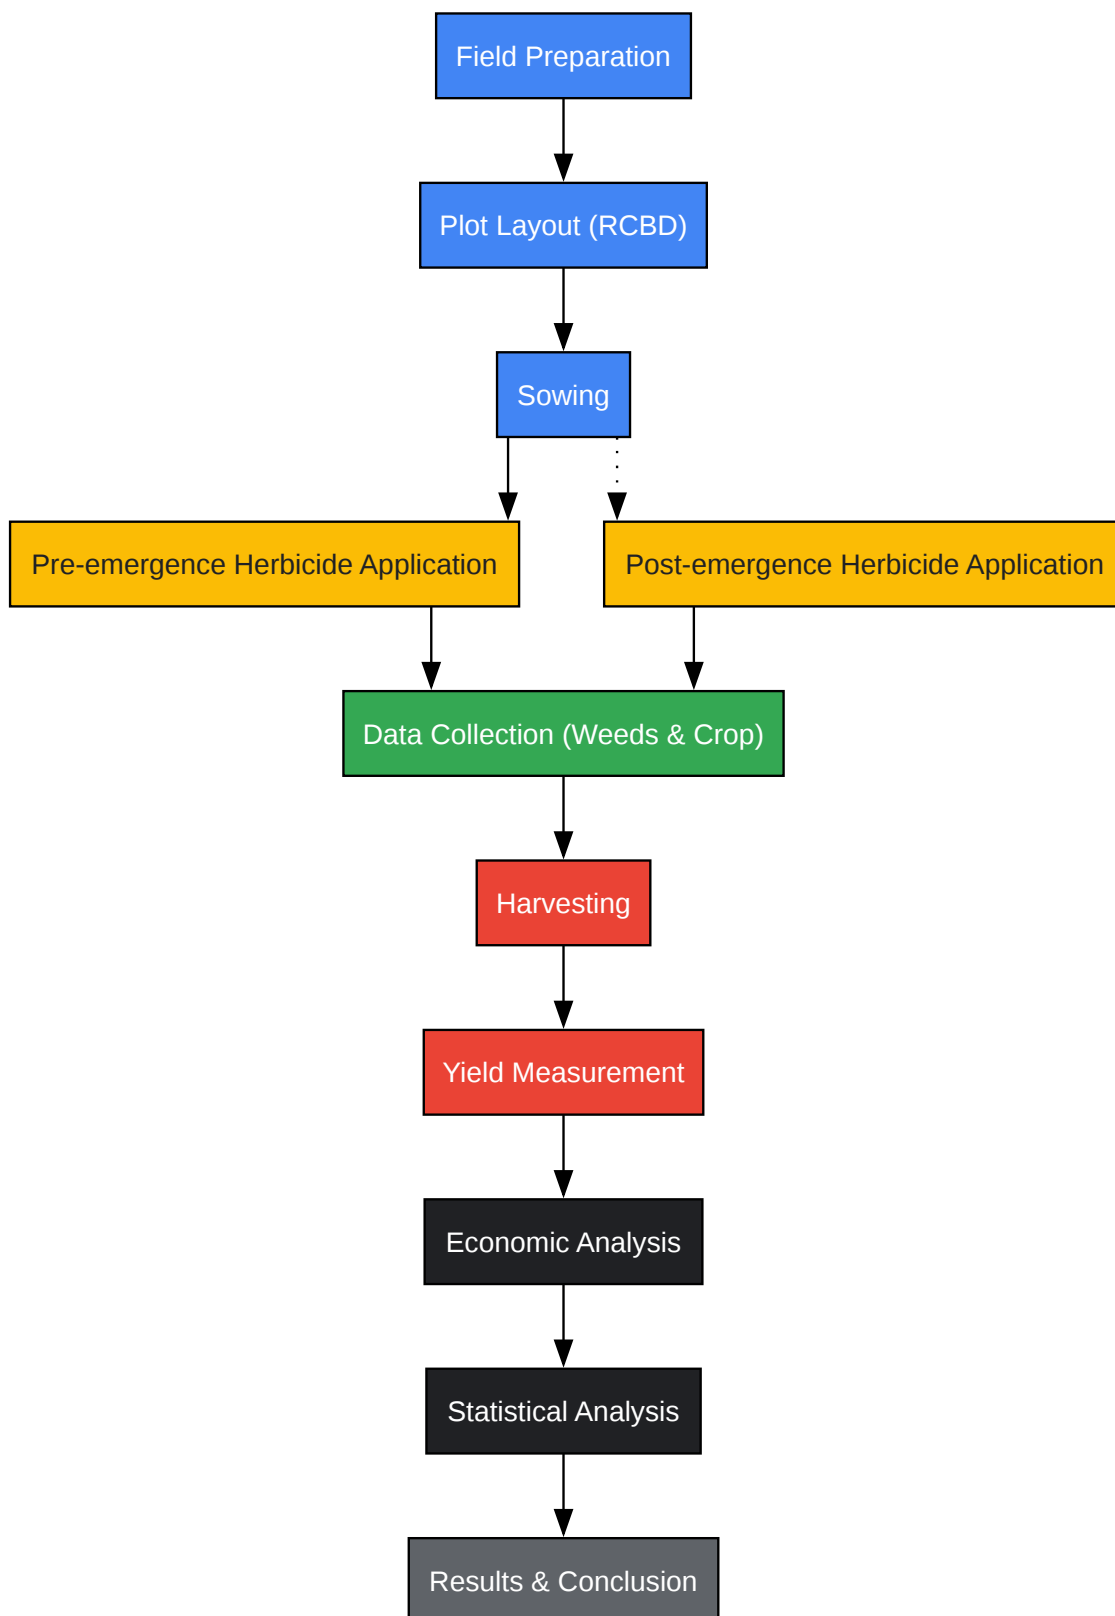 Field Preparation
Plot Layout (RCBD)
Sowing
Pre-emergence Herbicide Application
Post-emergence Herbicide Application
Data Collection (Weeds & Crop)
Harvesting
Yield Measurement
Economic Analysis
Statistical Analysis
Results & Conclusion